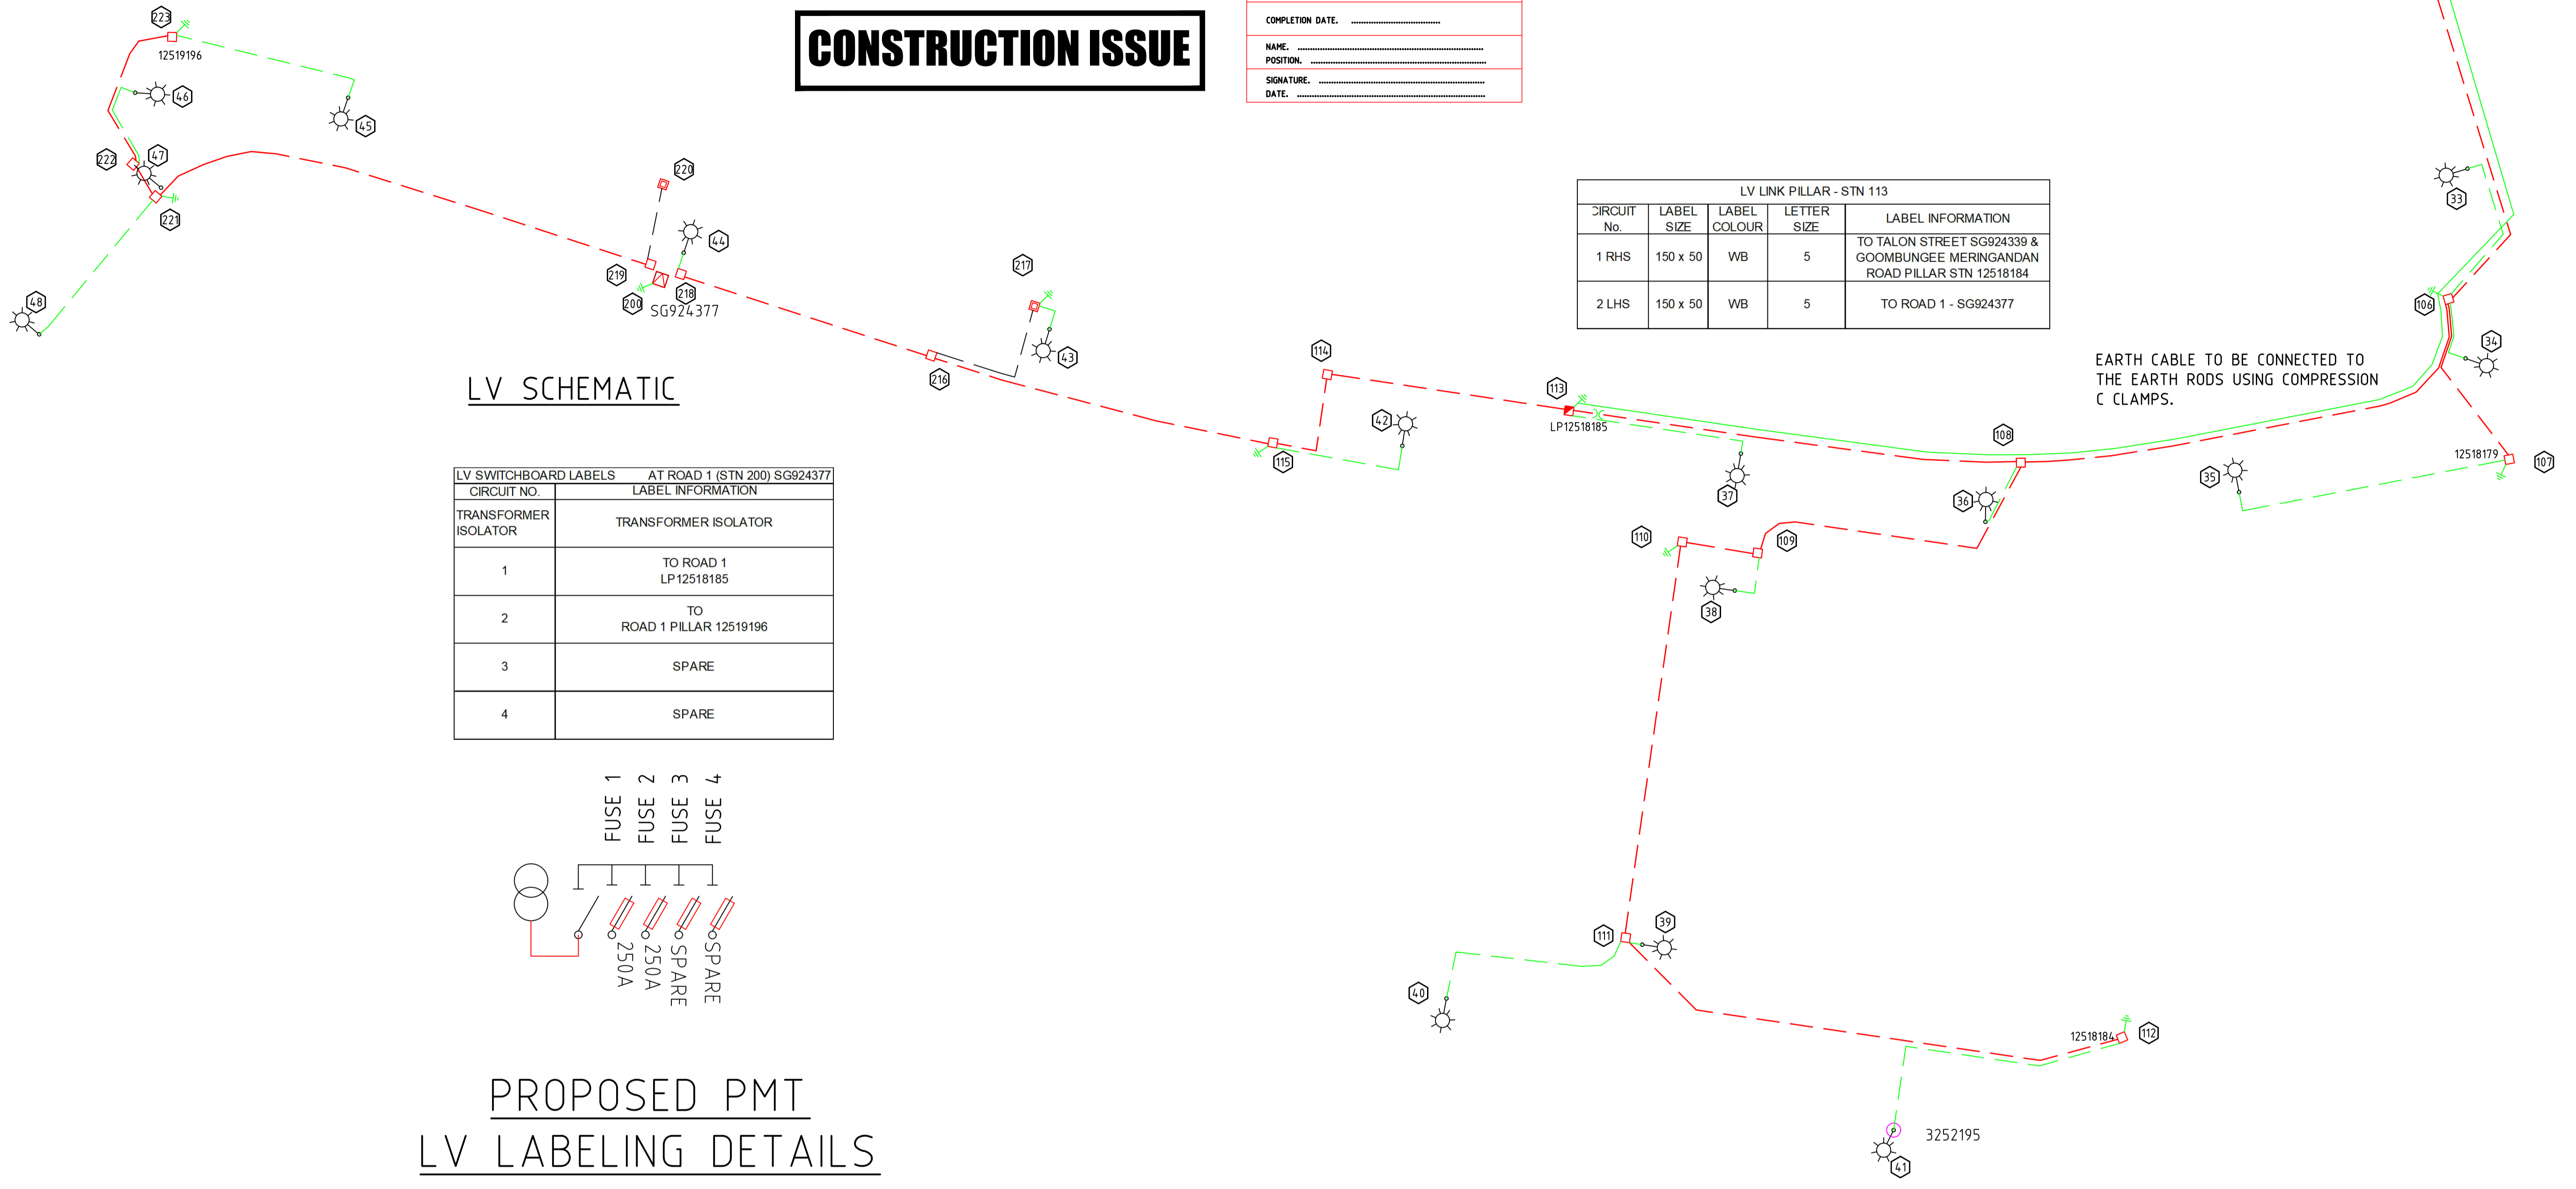 CONSTRUCTION ISSUE
COMPLETION DATE. ..................................
NAME. ..................................
POSITION. ..................................
SIGNATURE. ..................................
DATE. ..................................
223
12519196
46
45
222
47
221
48
220
44
219
200
218
SG924377
217
43
216
LV SCHEMATIC
114
42
115
113
LP12518185
37
108
36
110
109
38
33
106
34
35
12518179
107
LV LINK PILLAR - STN 113
CIRCUIT No. LABEL SIZE LABEL COLOUR LETTER SIZE LABEL INFORMATION
1 RHS 150 x 50 WB 5 TO TALON STREET SG924339 &
GOOMBUNGEE MERINGANDAN
ROAD PILLAR STN 12518184
2 LHS 150 x 50 WB 5 TO ROAD 1 - SG924377
EARTH CABLE TO BE CONNECTED TO
THE EARTH RODS USING COMPRESSION
C CLAMPS.
LV SWITCHBOARD LABELS AT ROAD 1 (STN 200) SG924377
CIRCUIT NO. LABEL INFORMATION
TRANSFORMER
ISOLATOR
TRANSFORMER ISOLATOR
1
TO ROAD 1
LP12518185
2
TO
ROAD 1 PILLAR 12519196
3 SPARE
4 SPARE
FUSE 1
FUSE 2
FUSE 3
FUSE 4
250A
250A
SPARE
SPARE
111
39
40
12518184
112
3252195
41
PROPOSED PMT
LV LABELING DETAILS